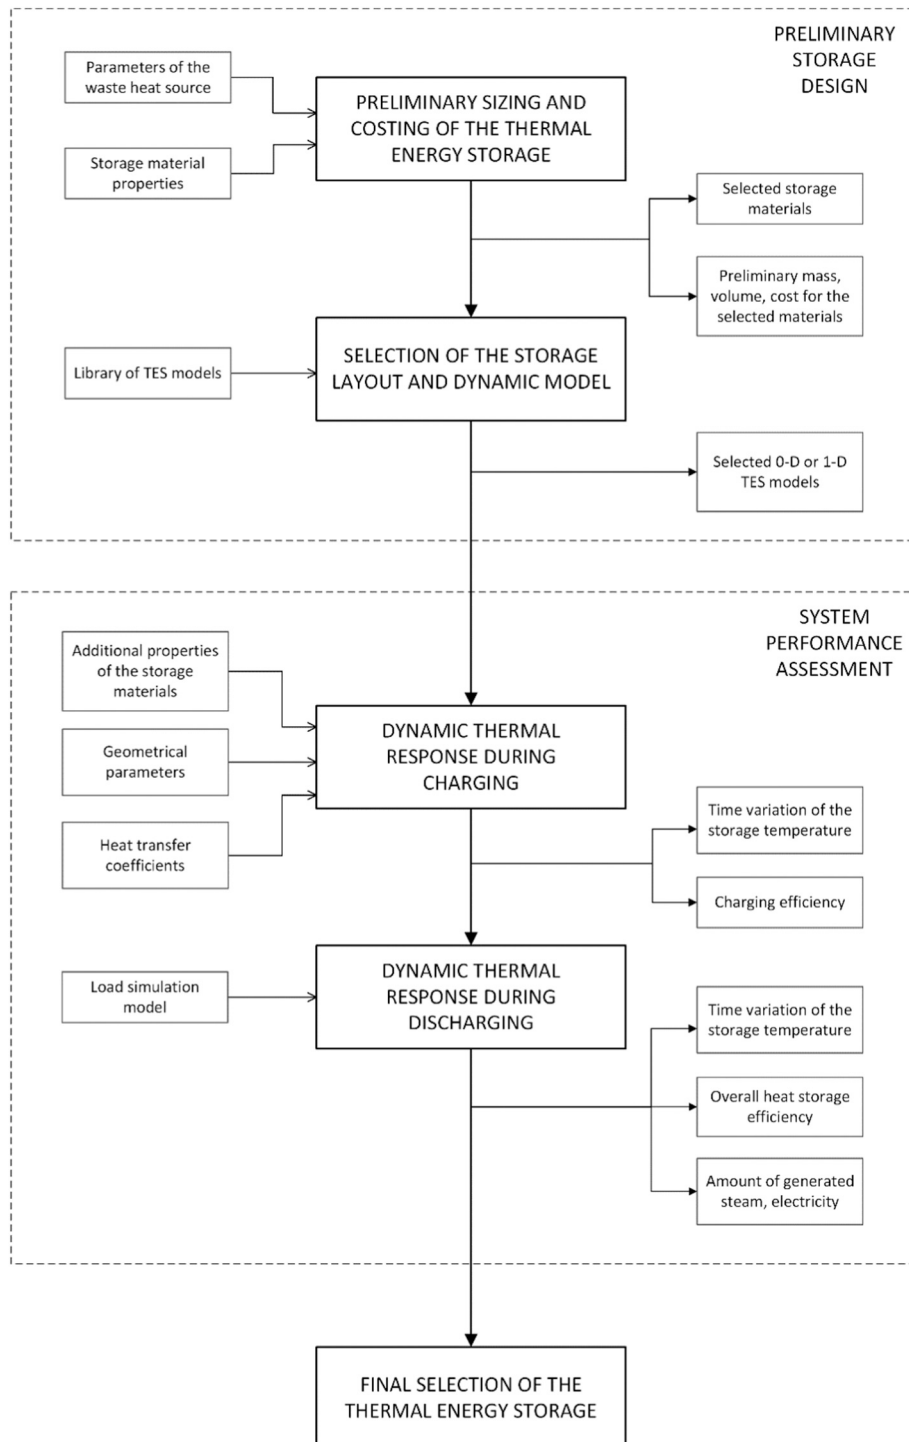 PRELIMINARY
STORAGE
DESIGN
Parameters of the
waste heat source
PRELIMINARY SIZING AND
COSTING OF THE THERMAL
ENERGY STORAGE
Storage material
properties
Selected storage
materials
Preliminary mass,
volume, cost for the
selected materials
Library of TES models
SELECTION OF THE STORAGE
LAYOUT AND DYNAMIC MODEL
Selected 0-D or 1-D
TES models
SYSTEM
PERFORMANCE
ASSESSMENT
Additional properties
of the storage
materials
Geometrical
parameters
Heat transfer
coefficients
DYNAMIC THERMAL
RESPONSE DURING
CHARGING
Time variation of the
storage temperature
Charging efficiency
Load simulation
model
DYNAMIC THERMAL
RESPONSE DURING
DISCHARGING
Time variation of the
storage temperature
Overall heat storage
efficiency
Amount of generated
steam, electricity
FINAL SELECTION OF THE
THERMAL ENERGY STORAGE